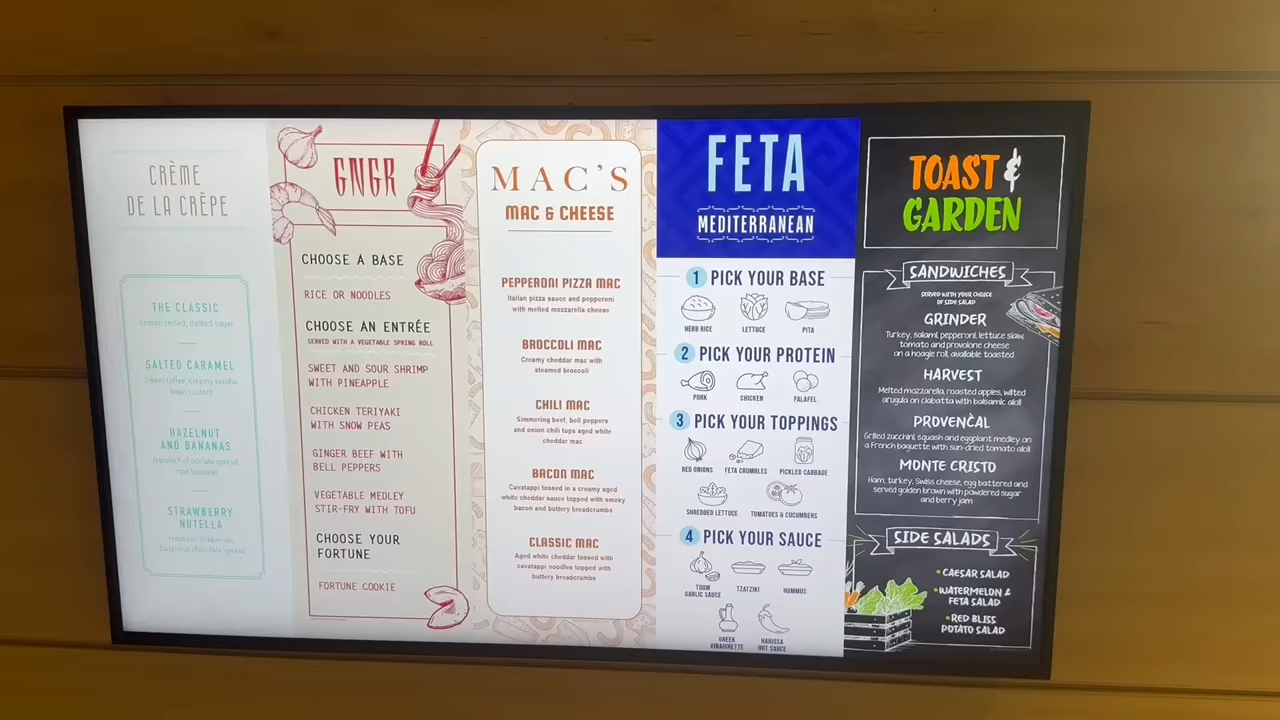 CRÈME
DE LA CRÊPE
THE CLASSIC
Lemon zested, dusted sugar
SALTED CARAMEL
Sweet toffee, creamy vanilla
bean custard
HAZELNUT
AND BANANAS
Nutella® chocolate spread,
ripe bananas
STRAWBERRY
NUTELLA
Fresh cut strawberries,
hazelnut chocolate spread
GNGR
CHOOSE A BASE
RICE OR NOODLES
CHOOSE AN ENTRÉE
SERVED WITH A VEGETABLE SPRING ROLL
SWEET AND SOUR SHRIMP
WITH PINEAPPLE
CHICKEN TERIYAKI
WITH SNOW PEAS
GINGER BEEF WITH
BELL PEPPERS
VEGETABLE MEDLEY
STIR-FRY WITH TOFU
CHOOSE YOUR
FORTUNE
FORTUNE COOKIE
MAC'S
MAC & CHEESE
PEPPERONI PIZZA MAC
Italian pizza sauce and pepperoni
with melted mozzarella cheese
BROCCOLI MAC
Creamy cheddar mac with
steamed broccoli
CHILI MAC
Simmering beef, bell peppers
and onion chili tops aged white
cheddar mac
BACON MAC
Cavatappi tossed in a creamy aged
white cheddar sauce topped with smoky
bacon and buttery breadcrumbs
CLASSIC MAC
Aged white cheddar tossed with
cavatappi noodles topped with
buttery breadcrumbs
FETA
MEDITERRANEAN
1 PICK YOUR BASE
HERB RICE LETTUCE PITA
2 PICK YOUR PROTEIN
PORK CHICKEN FALAFEL
3 PICK YOUR TOPPINGS
RED ONIONS FETA CRUMBLES PICKLED CABBAGE
SHREDDED LETTUCE TOMATOES & CUCUMBERS
4 PICK YOUR SAUCE
TOUM
GARLIC SAUCE TZATZIKI HUMMUS
GREEK
VINAIGRETTE
HARISSA
HOT SAUCE
TOAST &
GARDEN
SANDWICHES
SERVED WITH YOUR CHOICE
OF SIDE SALAD
GRINDER
Turkey, salami, pepperoni, lettuce slaw,
tomato and provolone cheese
on a hoagie roll, available toasted
HARVEST
Melted mozzarella, roasted apples, wilted
arugula on ciabatta with balsamic aioli
PROVENÇAL
Grilled zucchini, squash and eggplant medley on
a French baguette with sun-dried tomato aioli
MONTE CRISTO
Ham, turkey, Swiss cheese, egg battered and
served golden brown with powdered sugar
and berry jam
SIDE SALADS
• CAESAR SALAD
• WATERMELON &
FETA SALAD
• RED BLISS
POTATO SALAD